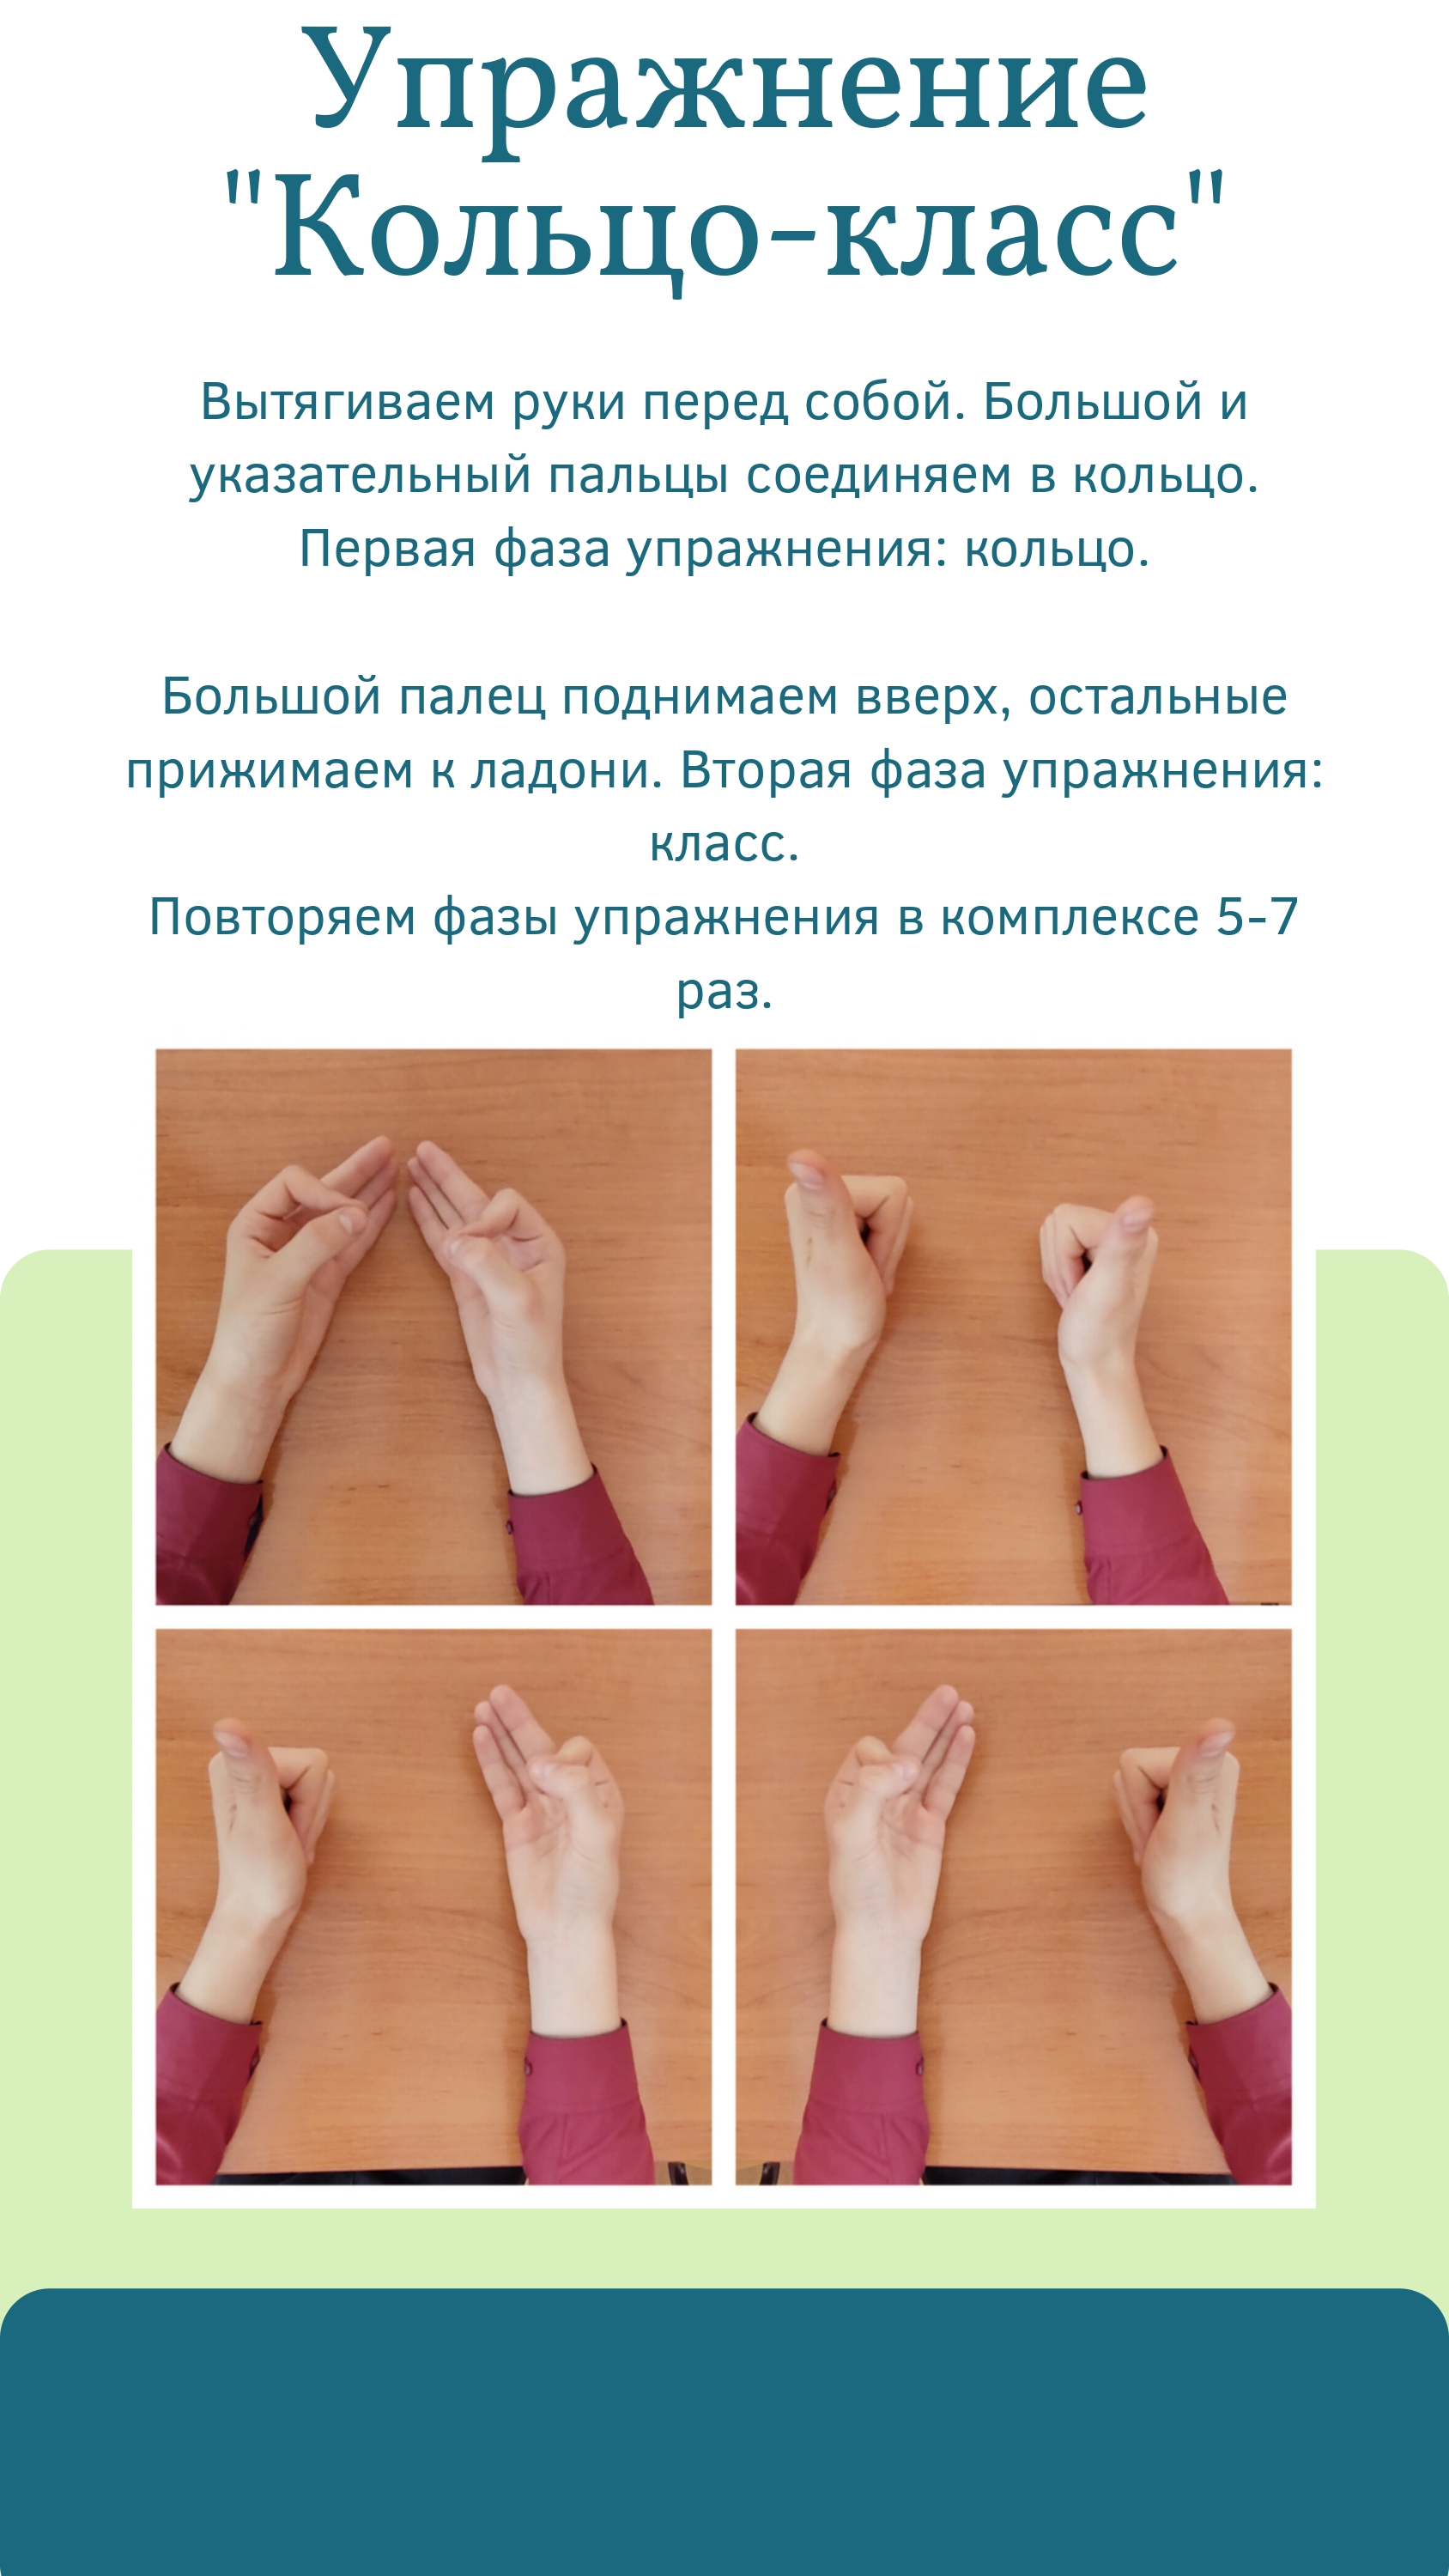 Упражнение
"Кольцо-класс"
Вытягиваем руки перед собой. Большой и
указательный пальцы соединяем в кольцо.
Первая фаза упражнения: кольцо.
Большой палец поднимаем вверх, остальные
прижимаем к ладони. Вторая фаза упражнения:
класс.
Повторяем фазы упражнения в комплексе 5-7
раз.